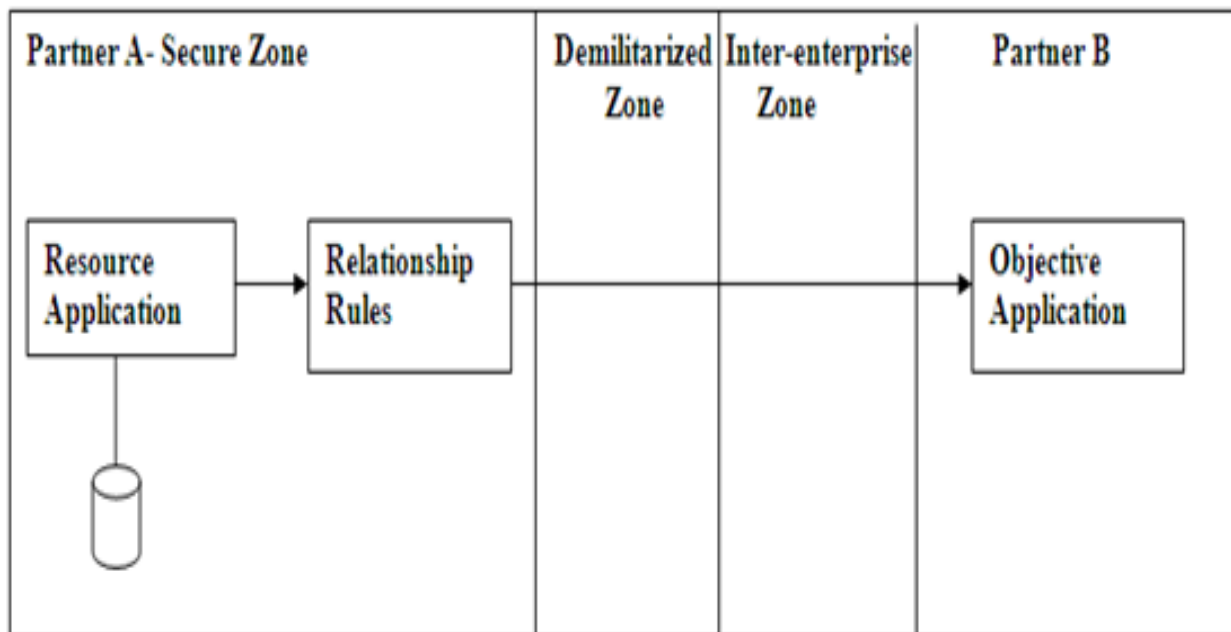 Partner A- Secure Zone
Demilitarized
Zone
Inter-enterprise
Zone
Partner B
Resource
Application
Relationship
Rules
Objective
Application